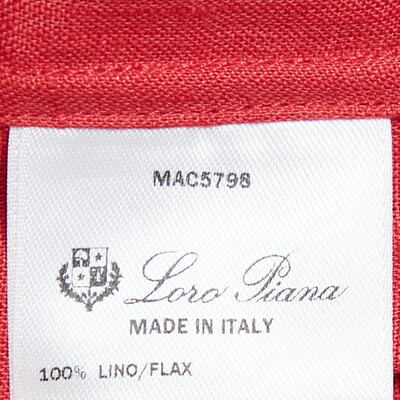 MAC5798
Loro Piana
MADE IN ITALY
100% LINO/FLAX